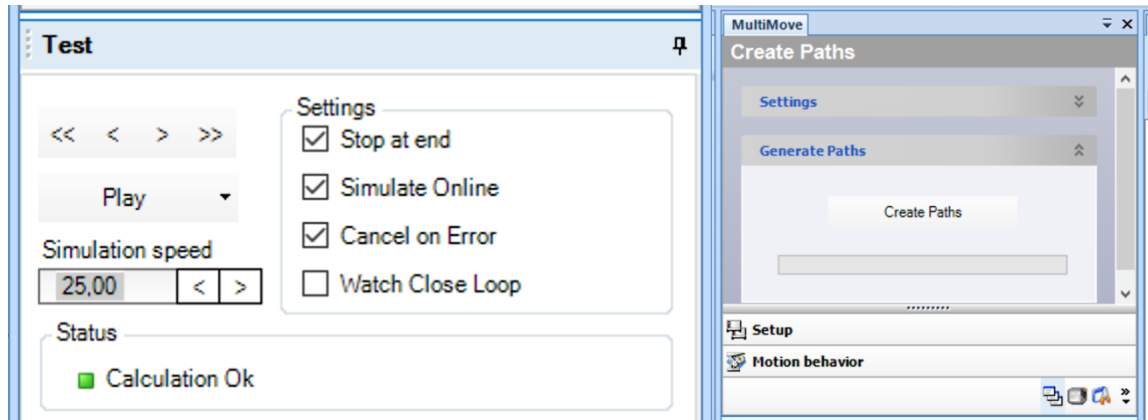 Test
<< < > >>
Play
Simulation speed
25,00 < >
Settings
Stop at end
Simulate Online
Cancel on Error
Watch Close Loop
Status
Calculation Ok
MultiMove
Create Paths
Settings
Generate Paths
Create Paths
Setup
Motion behavior